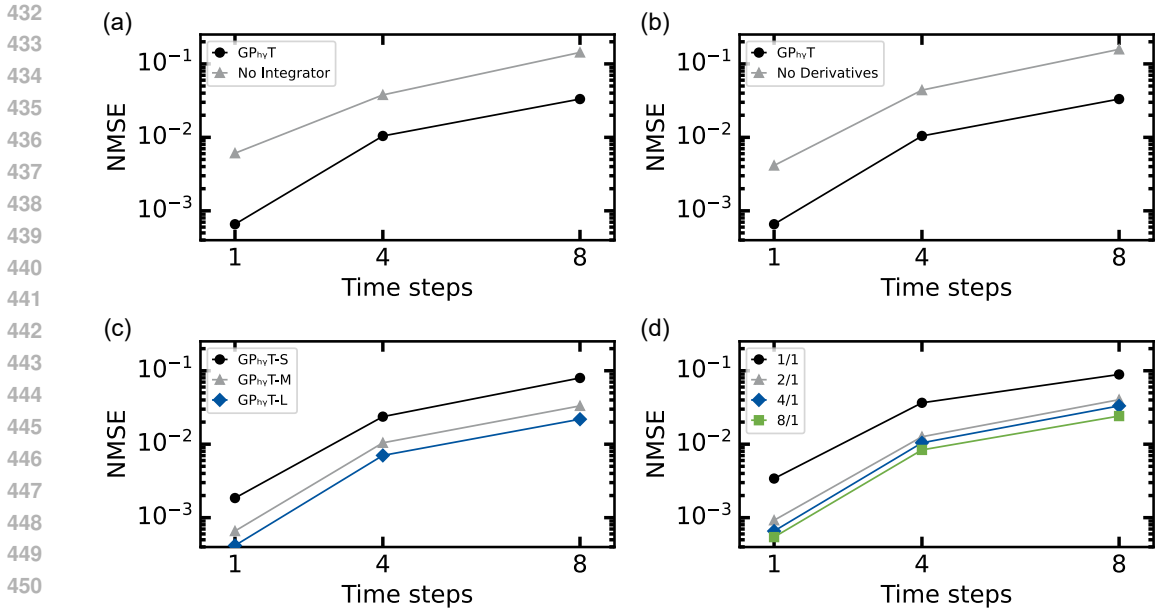 432
433
434
435
436
437
438
439
440
441
442
443
444
445
446
447
448
449
450
(a)
GPhyT
No Integrator
NMSE
10⁻¹
10⁻²
10⁻³
1 4 8
Time steps
(b)
GPhyT
No Derivatives
NMSE
10⁻¹
10⁻²
10⁻³
1 4 8
Time steps
(c)
GPhyT-S
GPhyT-M
GPhyT-L
NMSE
10⁻¹
10⁻²
10⁻³
1 4 8
Time steps
(d)
1/1
2/1
4/1
8/1
NMSE
10⁻¹
10⁻²
10⁻³
1 4 8
Time steps